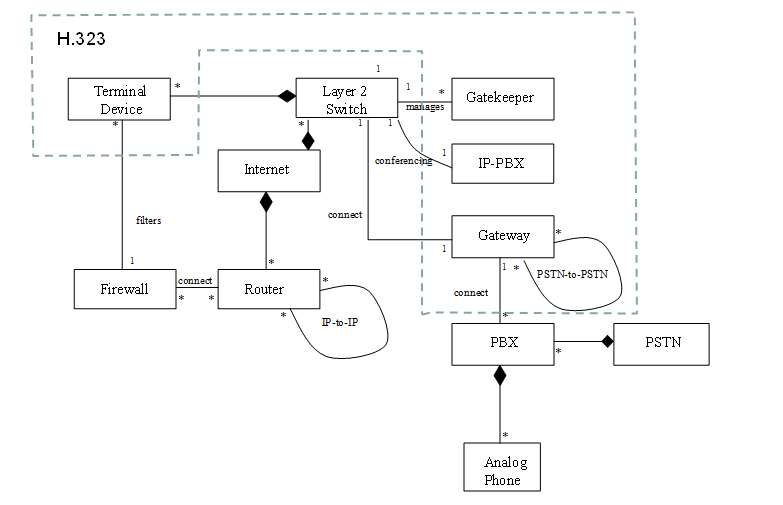 H.323
1
Terminal
Device
*
Layer 2
Switch
1
*
manages
Gatekeeper
*
*
1
1
conferencing
1
IP-PBX
Internet
filters
connect
1
Gateway
*
1
*
PSTN-to-PSTN
1
Firewall
connect
*
*
*
Router
*
*
IP-to-IP
connect
*
PBX
*
PSTN
*
Analog
Phone